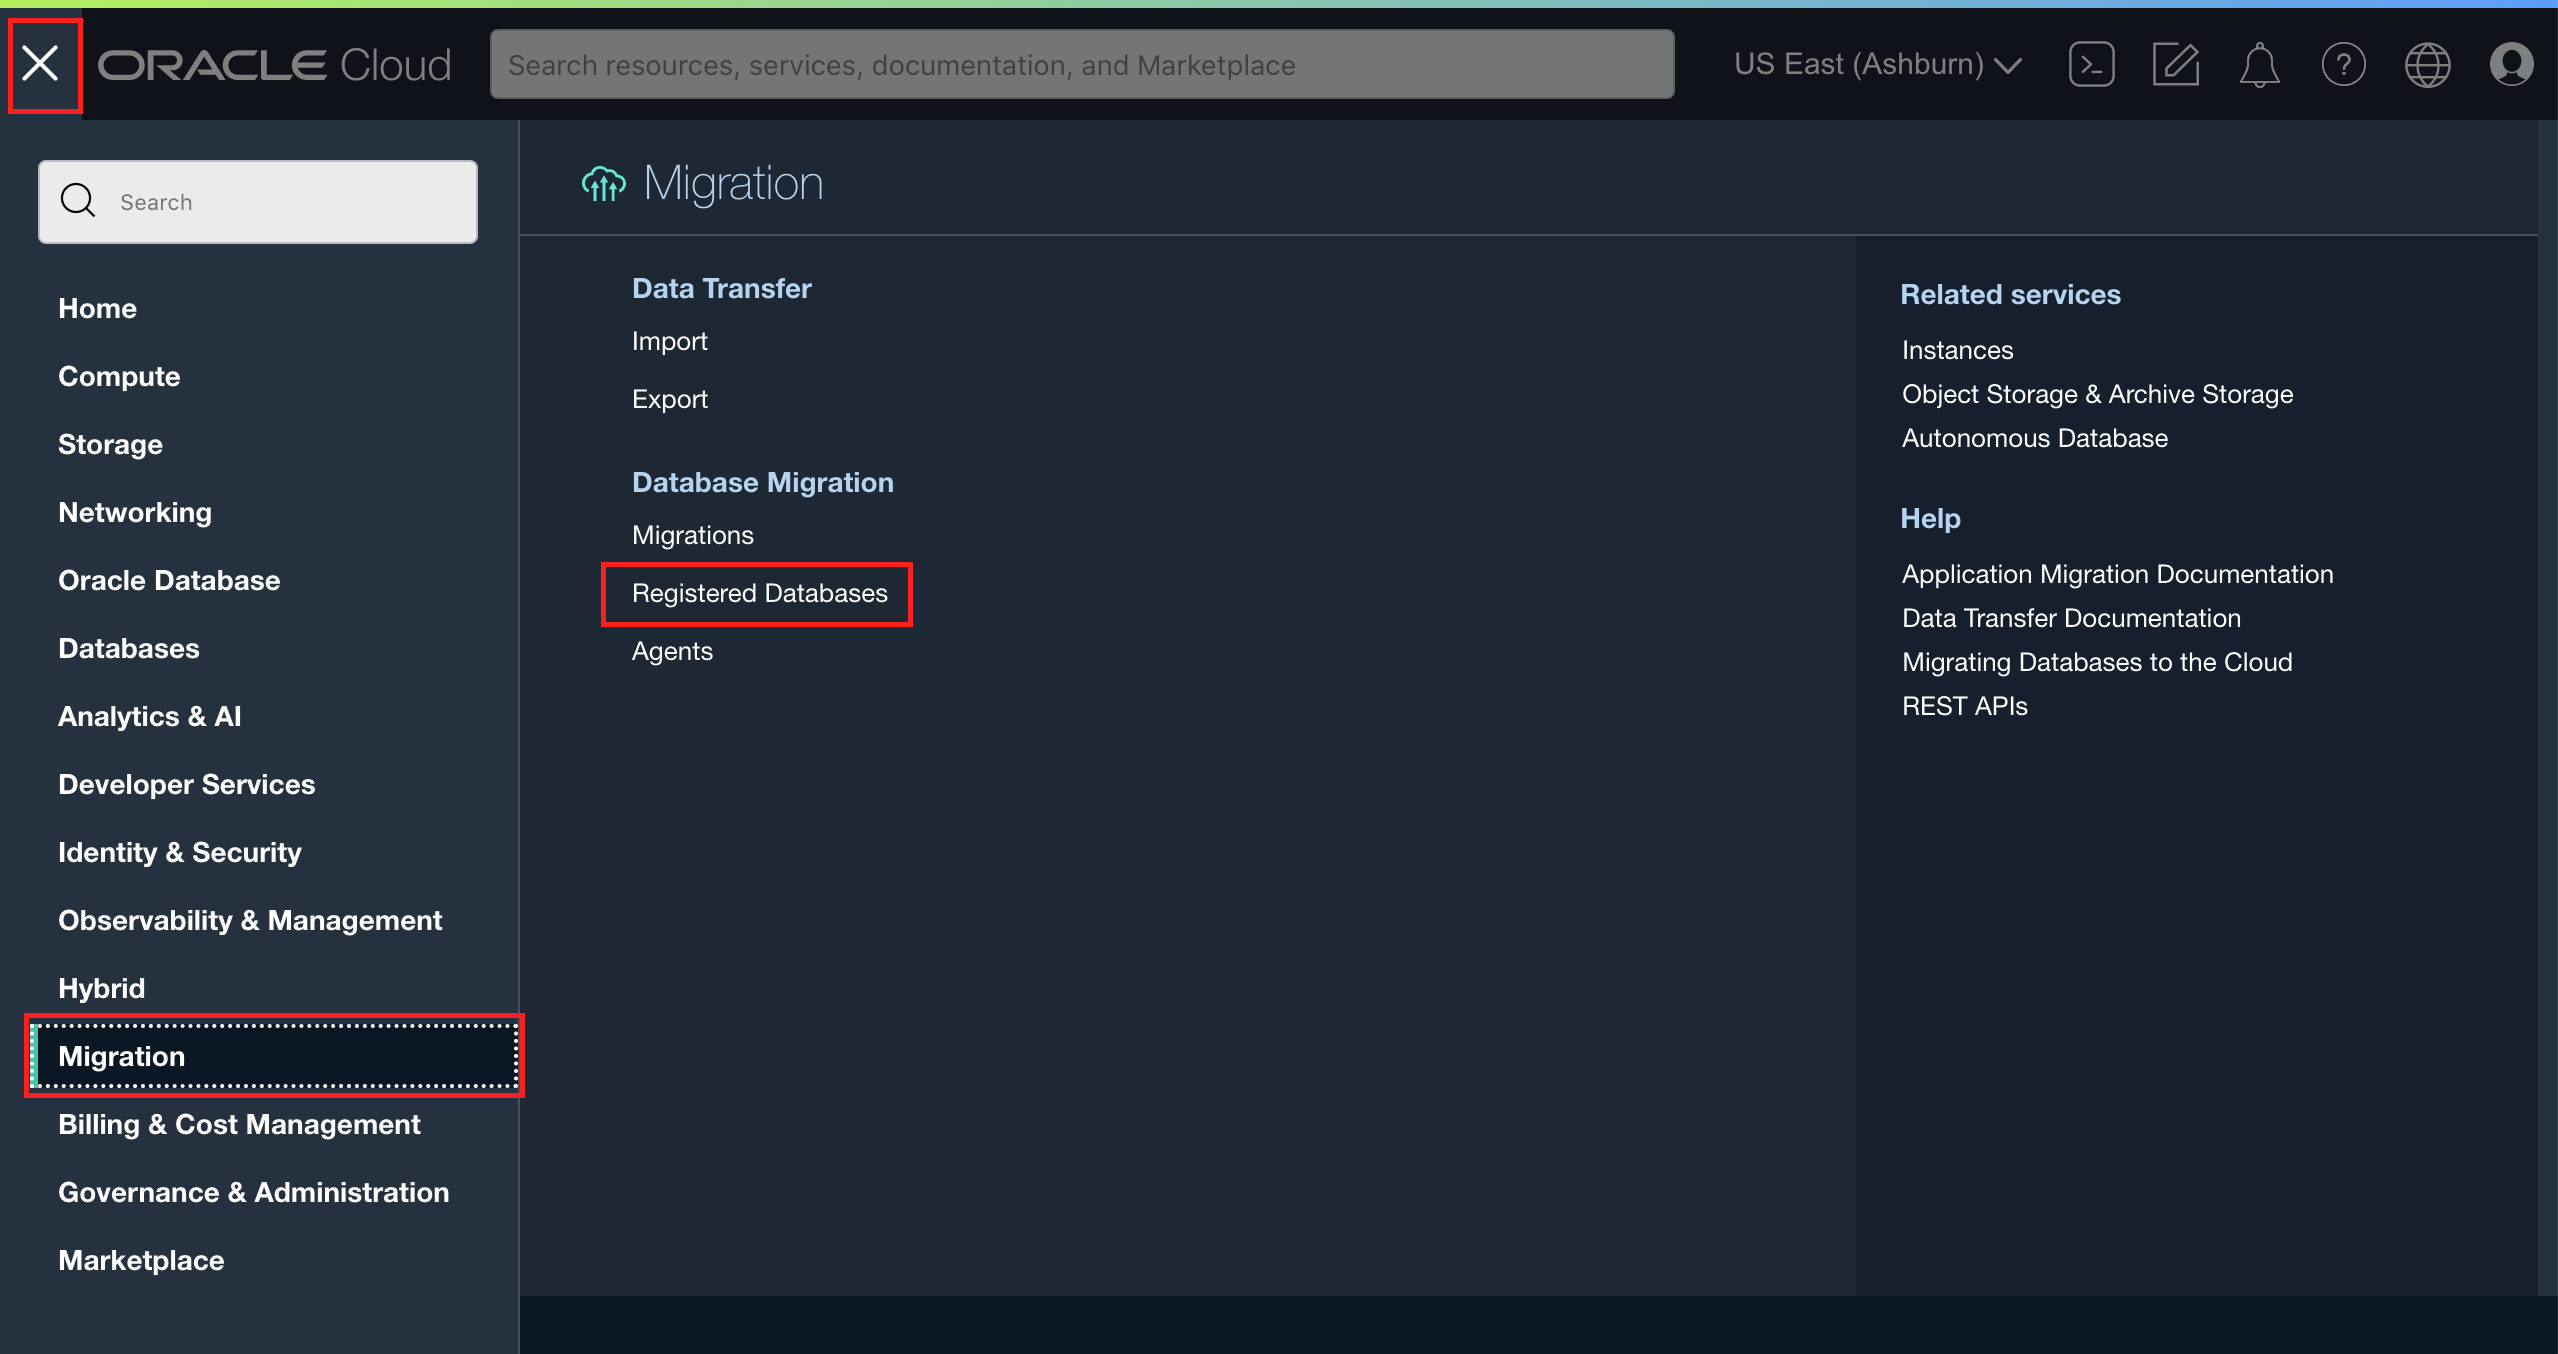 ORACLE Cloud
Search resources, services, documentation, and Marketplace
US East (Ashburn)
Search
Home
Compute
Storage
Networking
Oracle Database
Databases
Analytics & AI
Developer Services
Identity & Security
Observability & Management
Hybrid
Migration
Billing & Cost Management
Governance & Administration
Marketplace
Migration
Data Transfer
Import
Export
Database Migration
Migrations
Registered Databases
Agents
Related services
Instances
Object Storage & Archive Storage
Autonomous Database
Help
Application Migration Documentation
Data Transfer Documentation
Migrating Databases to the Cloud
REST APIs